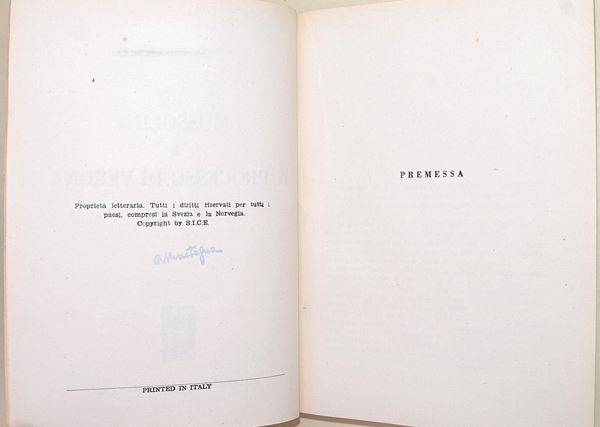 Proprietà letteraria. Tutti i diritti riservati per tutti i
paesi, compresi la Svezia e la Norvegia.
Copyright by S.I.C.E.
PRINTED IN ITALY
PREMESSA